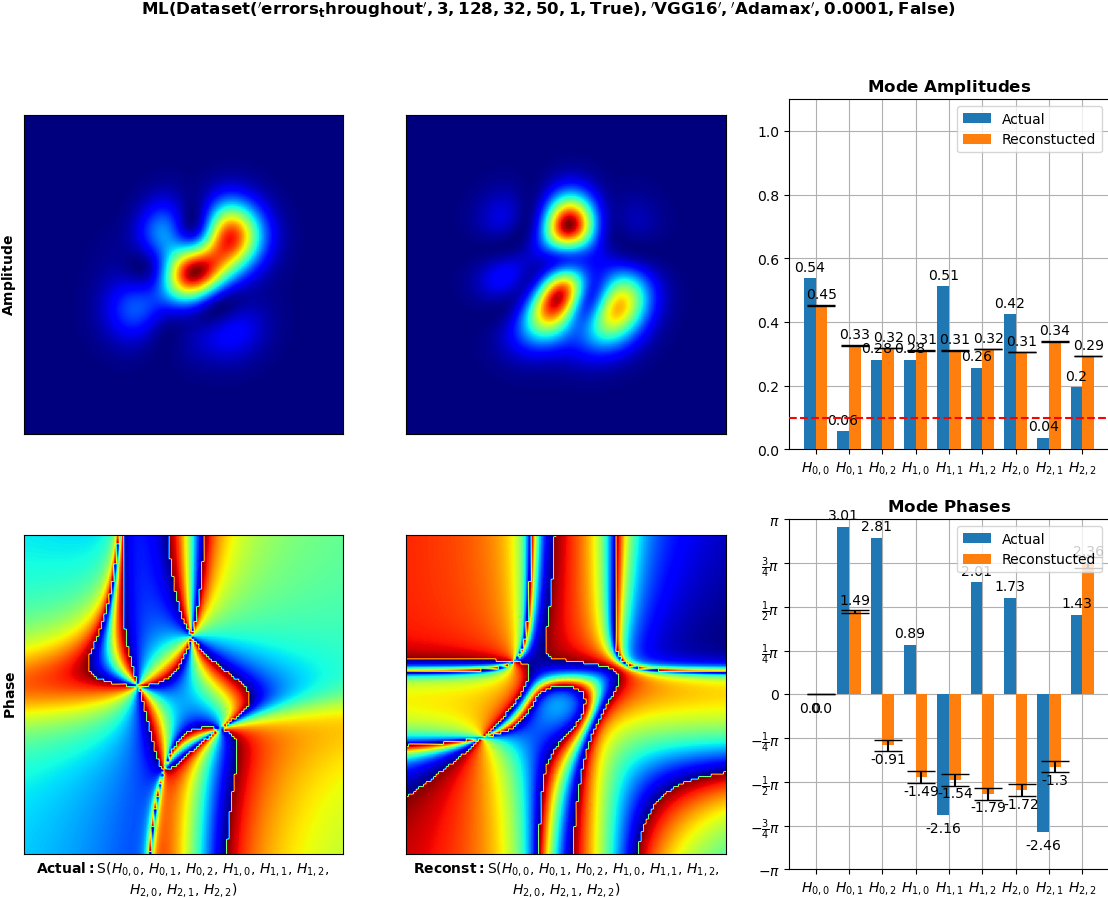 ML(Dataset('errors_throughout', 3, 128, 32, 50, 1, True), 'VGG16', 'Adamax', 0.0001, False)
Amplitude
Mode Amplitudes
Actual
Reconstucted
1.0
0.8
0.6
0.4
0.2
0.0
0.54
0.45
0.06
0.33
0.28
0.32
0.28
0.31
0.51
0.31
0.26
0.32
0.42
0.31
0.04
0.34
0.2
0.29
H0,0 H0,1 H0,2 H1,0 H1,1 H1,2 H2,0 H2,1 H2,2
Phase
Actual: S(H0,0, H0,1, H0,2, H1,0, H1,1, H1,2,
H2,0, H2,1, H2,2)
Reconst: S(H0,0, H0,1, H0,2, H1,0, H1,1, H1,2,
H2,0, H2,1, H2,2)
Mode Phases
Actual
Reconstucted
π
3/4π
1/2π
1/4π
0
−1/4π
−1/2π
−3/4π
−π
0.0
0.0
3.01
1.49
2.81
-0.91
0.89
-1.49
-2.16
-1.54
2.01
-1.79
1.73
-1.72
-2.46
-1.3
1.43
2.36
H0,0 H0,1 H0,2 H1,0 H1,1 H1,2 H2,0 H2,1 H2,2